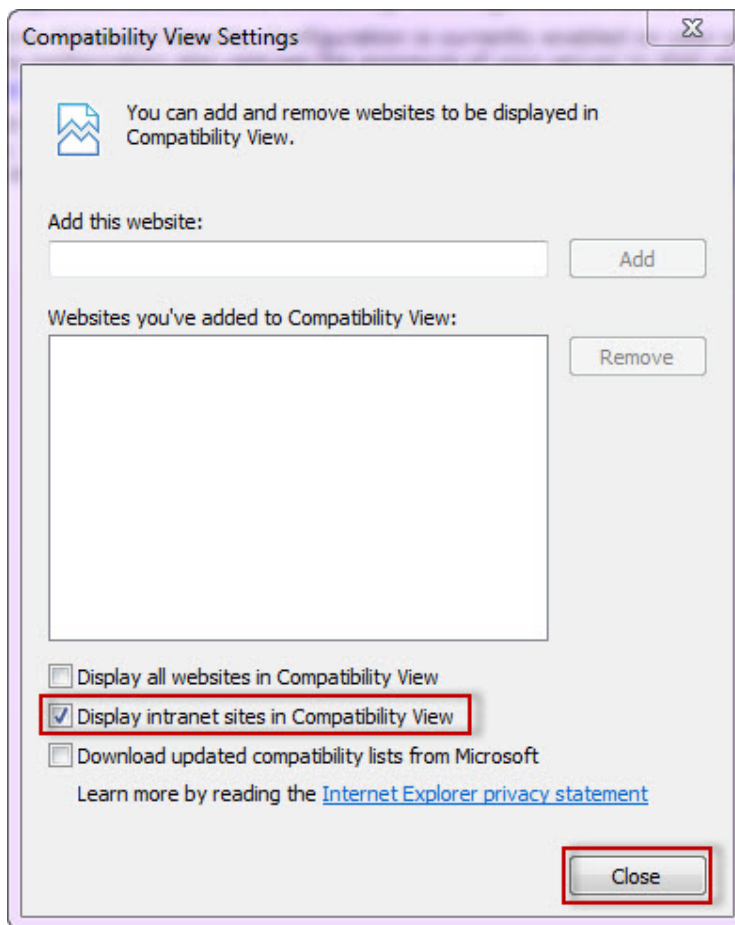 Compatibility View Settings
You can add and remove websites to be displayed in
Compatibility View.
Add this website:
Add
Websites you've added to Compatibility View:
Remove
Display all websites in Compatibility View
Display intranet sites in Compatibility View
Download updated compatibility lists from Microsoft
Learn more by reading the Internet Explorer privacy statement
Close